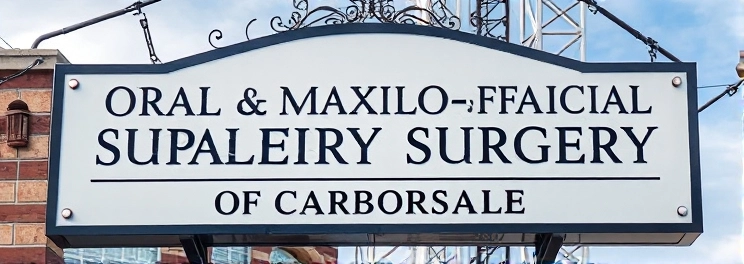 ORAL & MAXILO-FFAICIAL
SUPALEIRY SURGERY
OF CARBORSALE